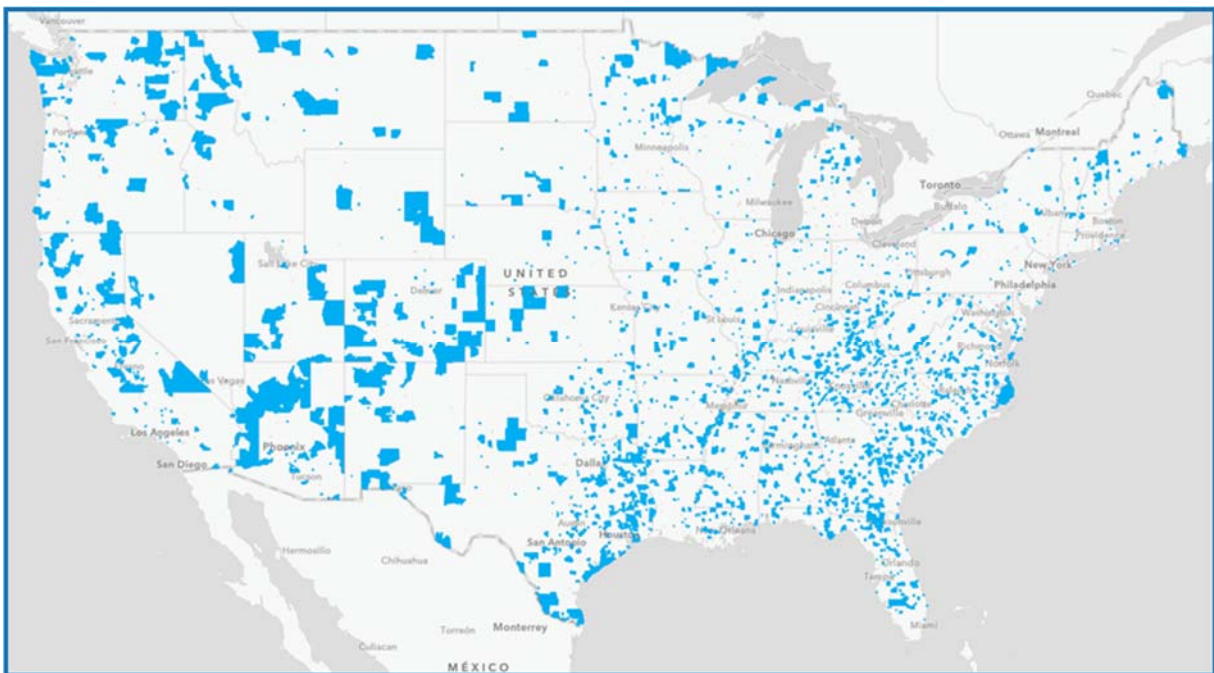 Vancouver
Seattle
Portland
Quebec
Ottawa
Montreal
Minneapolis
Toronto
Buffalo
Albany
Boston
Providence
Milwaukee
Detroit
Chicago
Cleveland
New York
Salt Lake City
UNITED
STATES
Denver
Pittsburgh
Philadelphia
Indianapolis
Columbus
Cincinnati
Kansas City
St Louis
Washington
Sacramento
San Francisco
Louisville
Richmond
Norfolk
Fresno
Las Vegas
Nashville
Knoxville
Oklahoma City
Memphis
Charlotte
Greenville
Los Angeles
Phoenix
Birmingham
Atlanta
San Diego
Tucson
Dallas
Austin
Jacksonville
New Orleans
San Antonio
Houston
Hermosillo
Chihuahua
Orlando
Tampa
Miami
Torreón
Monterrey
Culiacan
MÉXICO